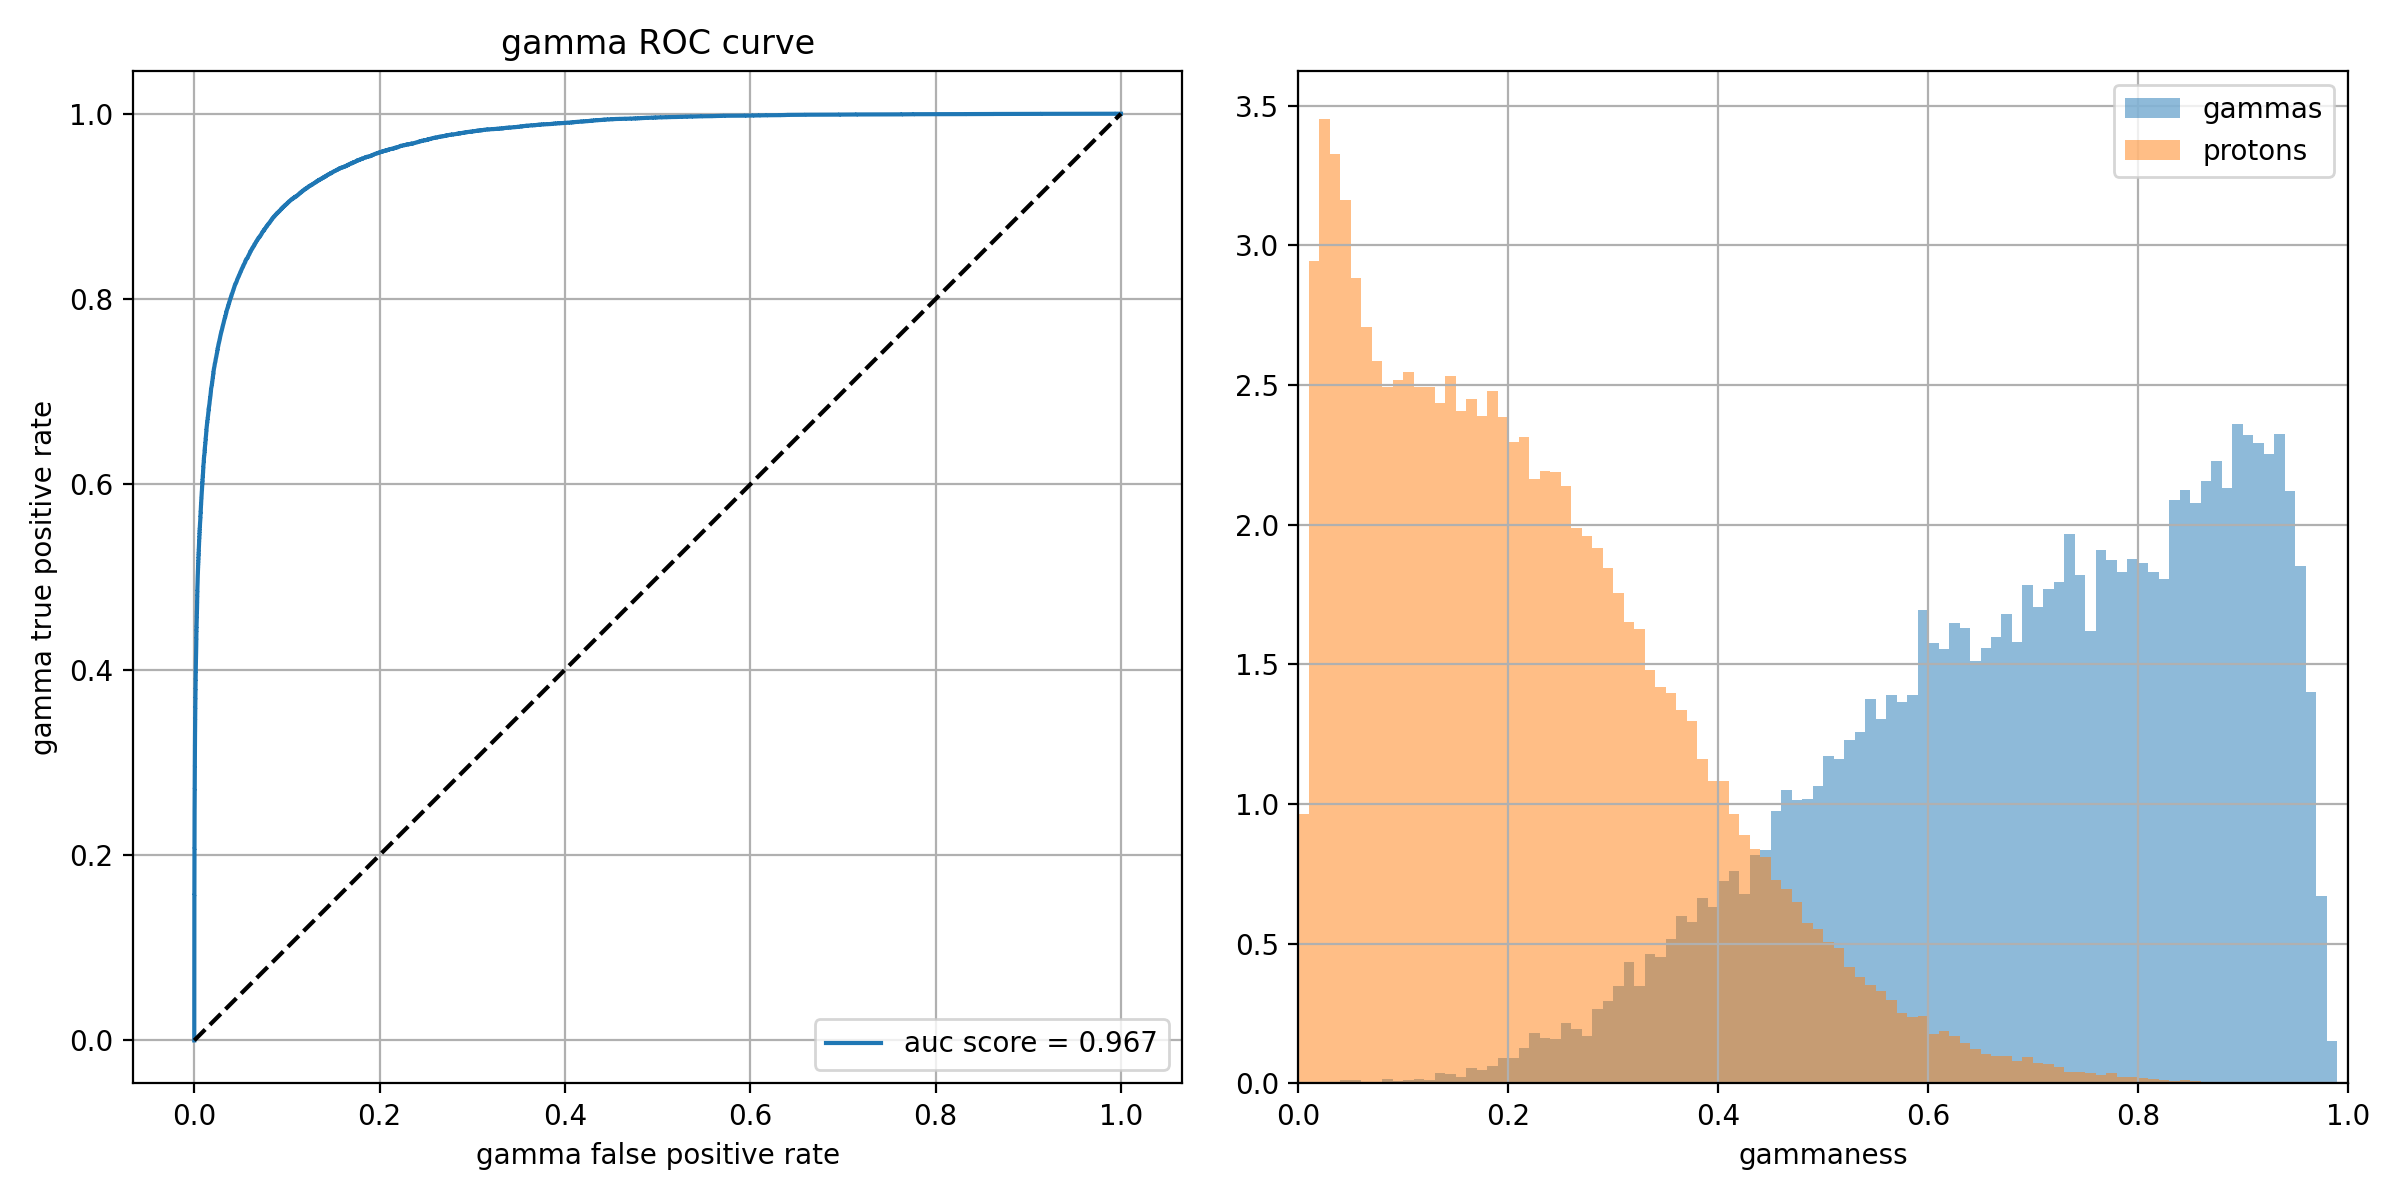 gamma ROC curve
1.0
0.8
0.6
0.4
0.2
0.0
gamma true positive rate
0.0 0.2 0.4 0.6 0.8 1.0
gamma false positive rate
auc score = 0.967
3.5
3.0
2.5
2.0
1.5
1.0
0.5
0.0
0.0 0.2 0.4 0.6 0.8 1.0
gammaness
gammas
protons